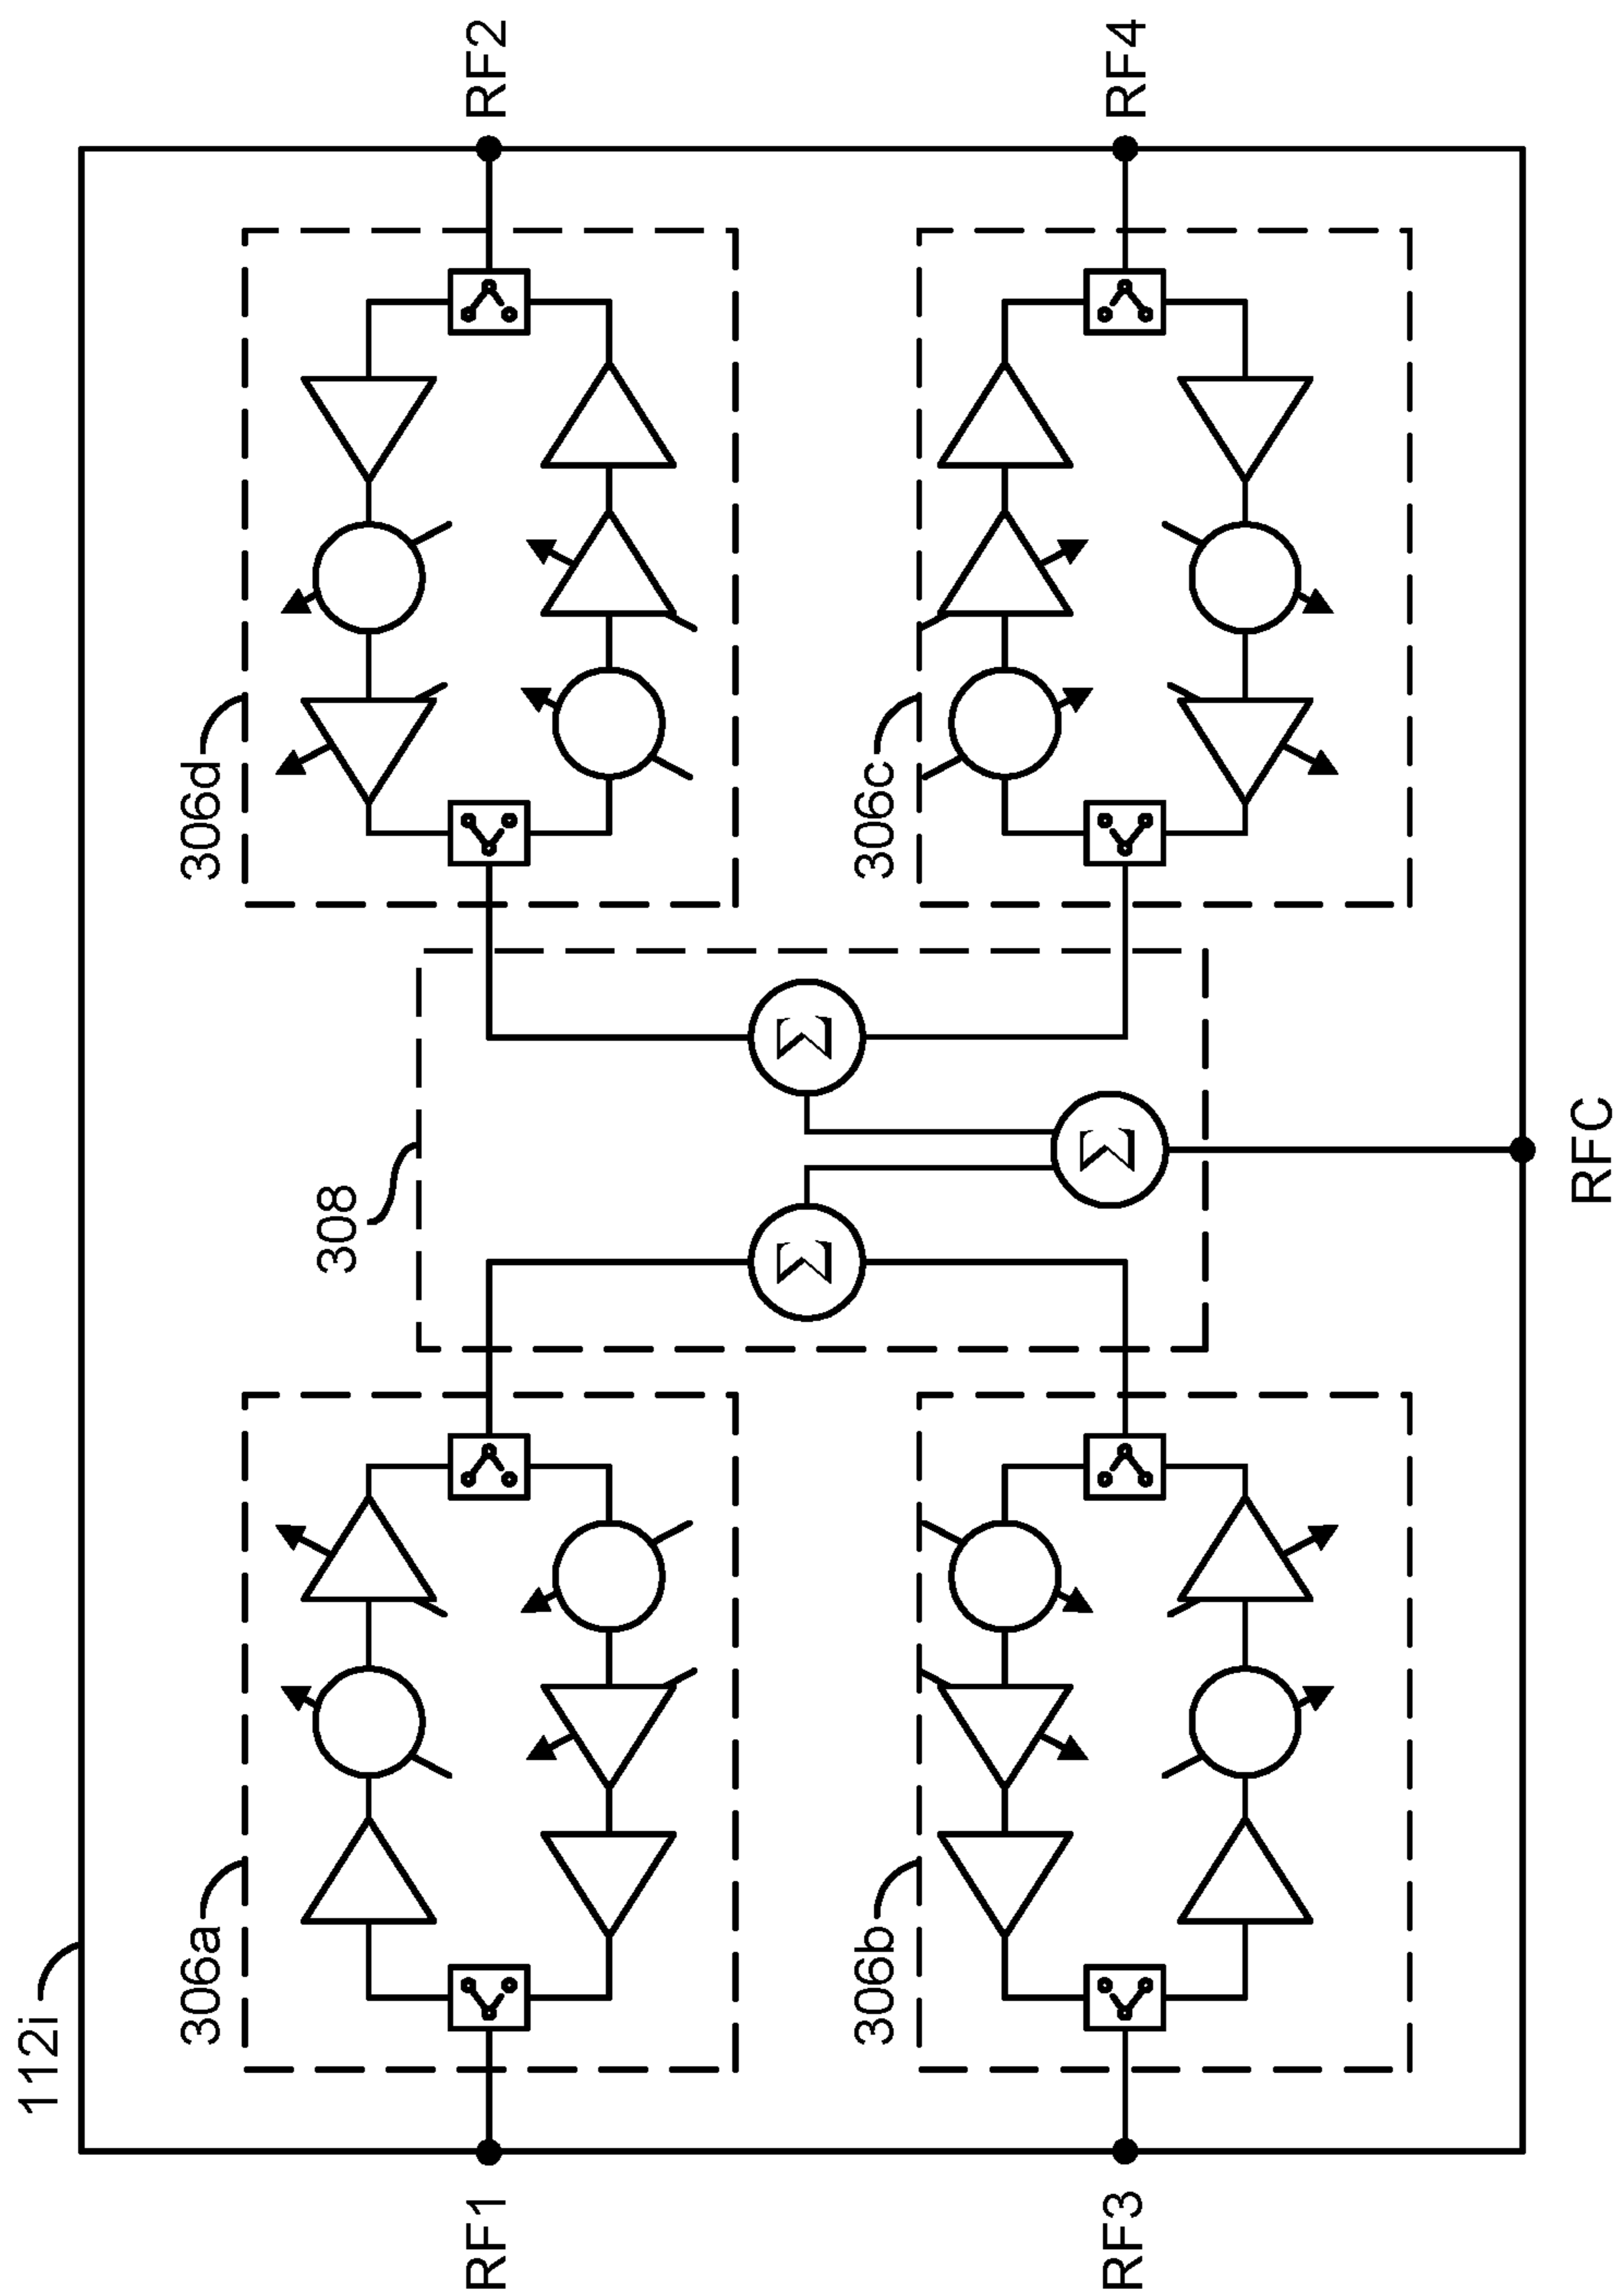 112i
306a
306d
308
RF1
RF2
306b
306c
RF3
RF4
RFC
Σ
Σ
Σ